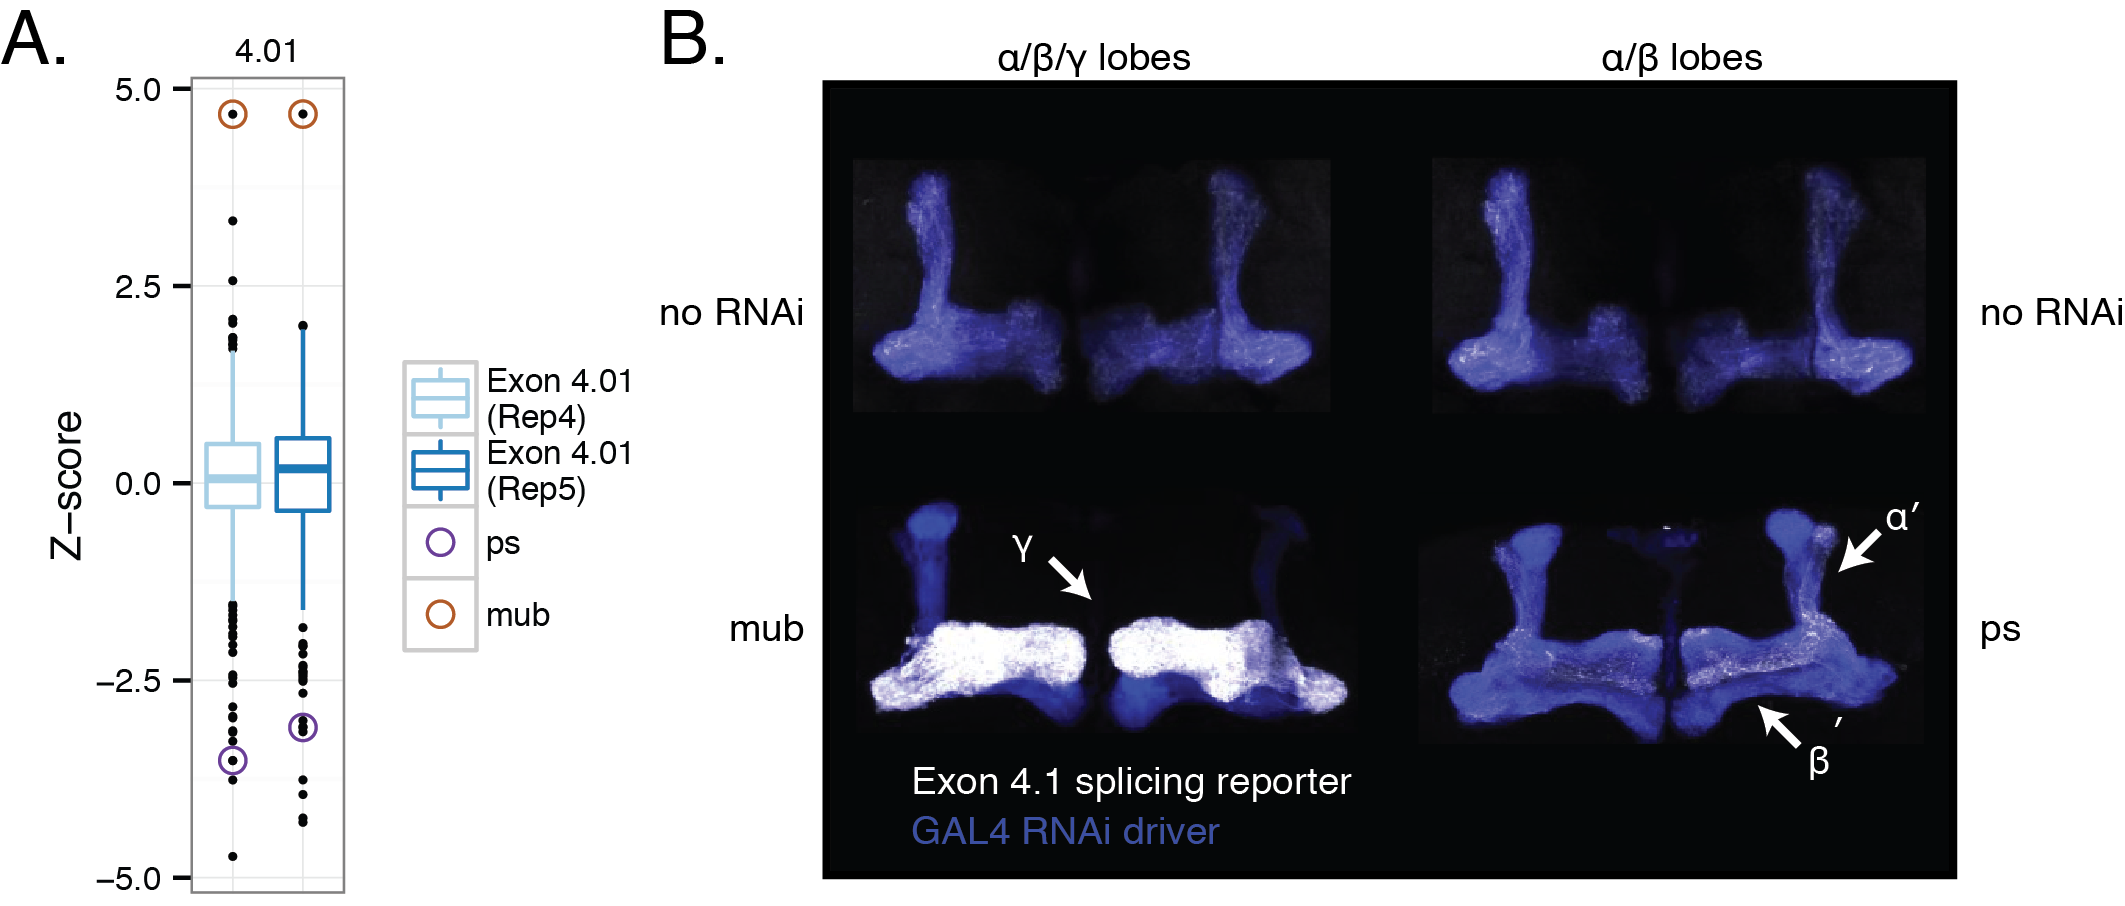 A.
4.01
5.0
2.5
0.0
−2.5
−5.0
Z−score
Exon 4.01
(Rep4)
Exon 4.01
(Rep5)
ps
mub
B.
α/β/γ lobes
α/β lobes
no RNAi
no RNAi
γ
α′
mub
ps
β′
Exon 4.1 splicing reporter
GAL4 RNAi driver